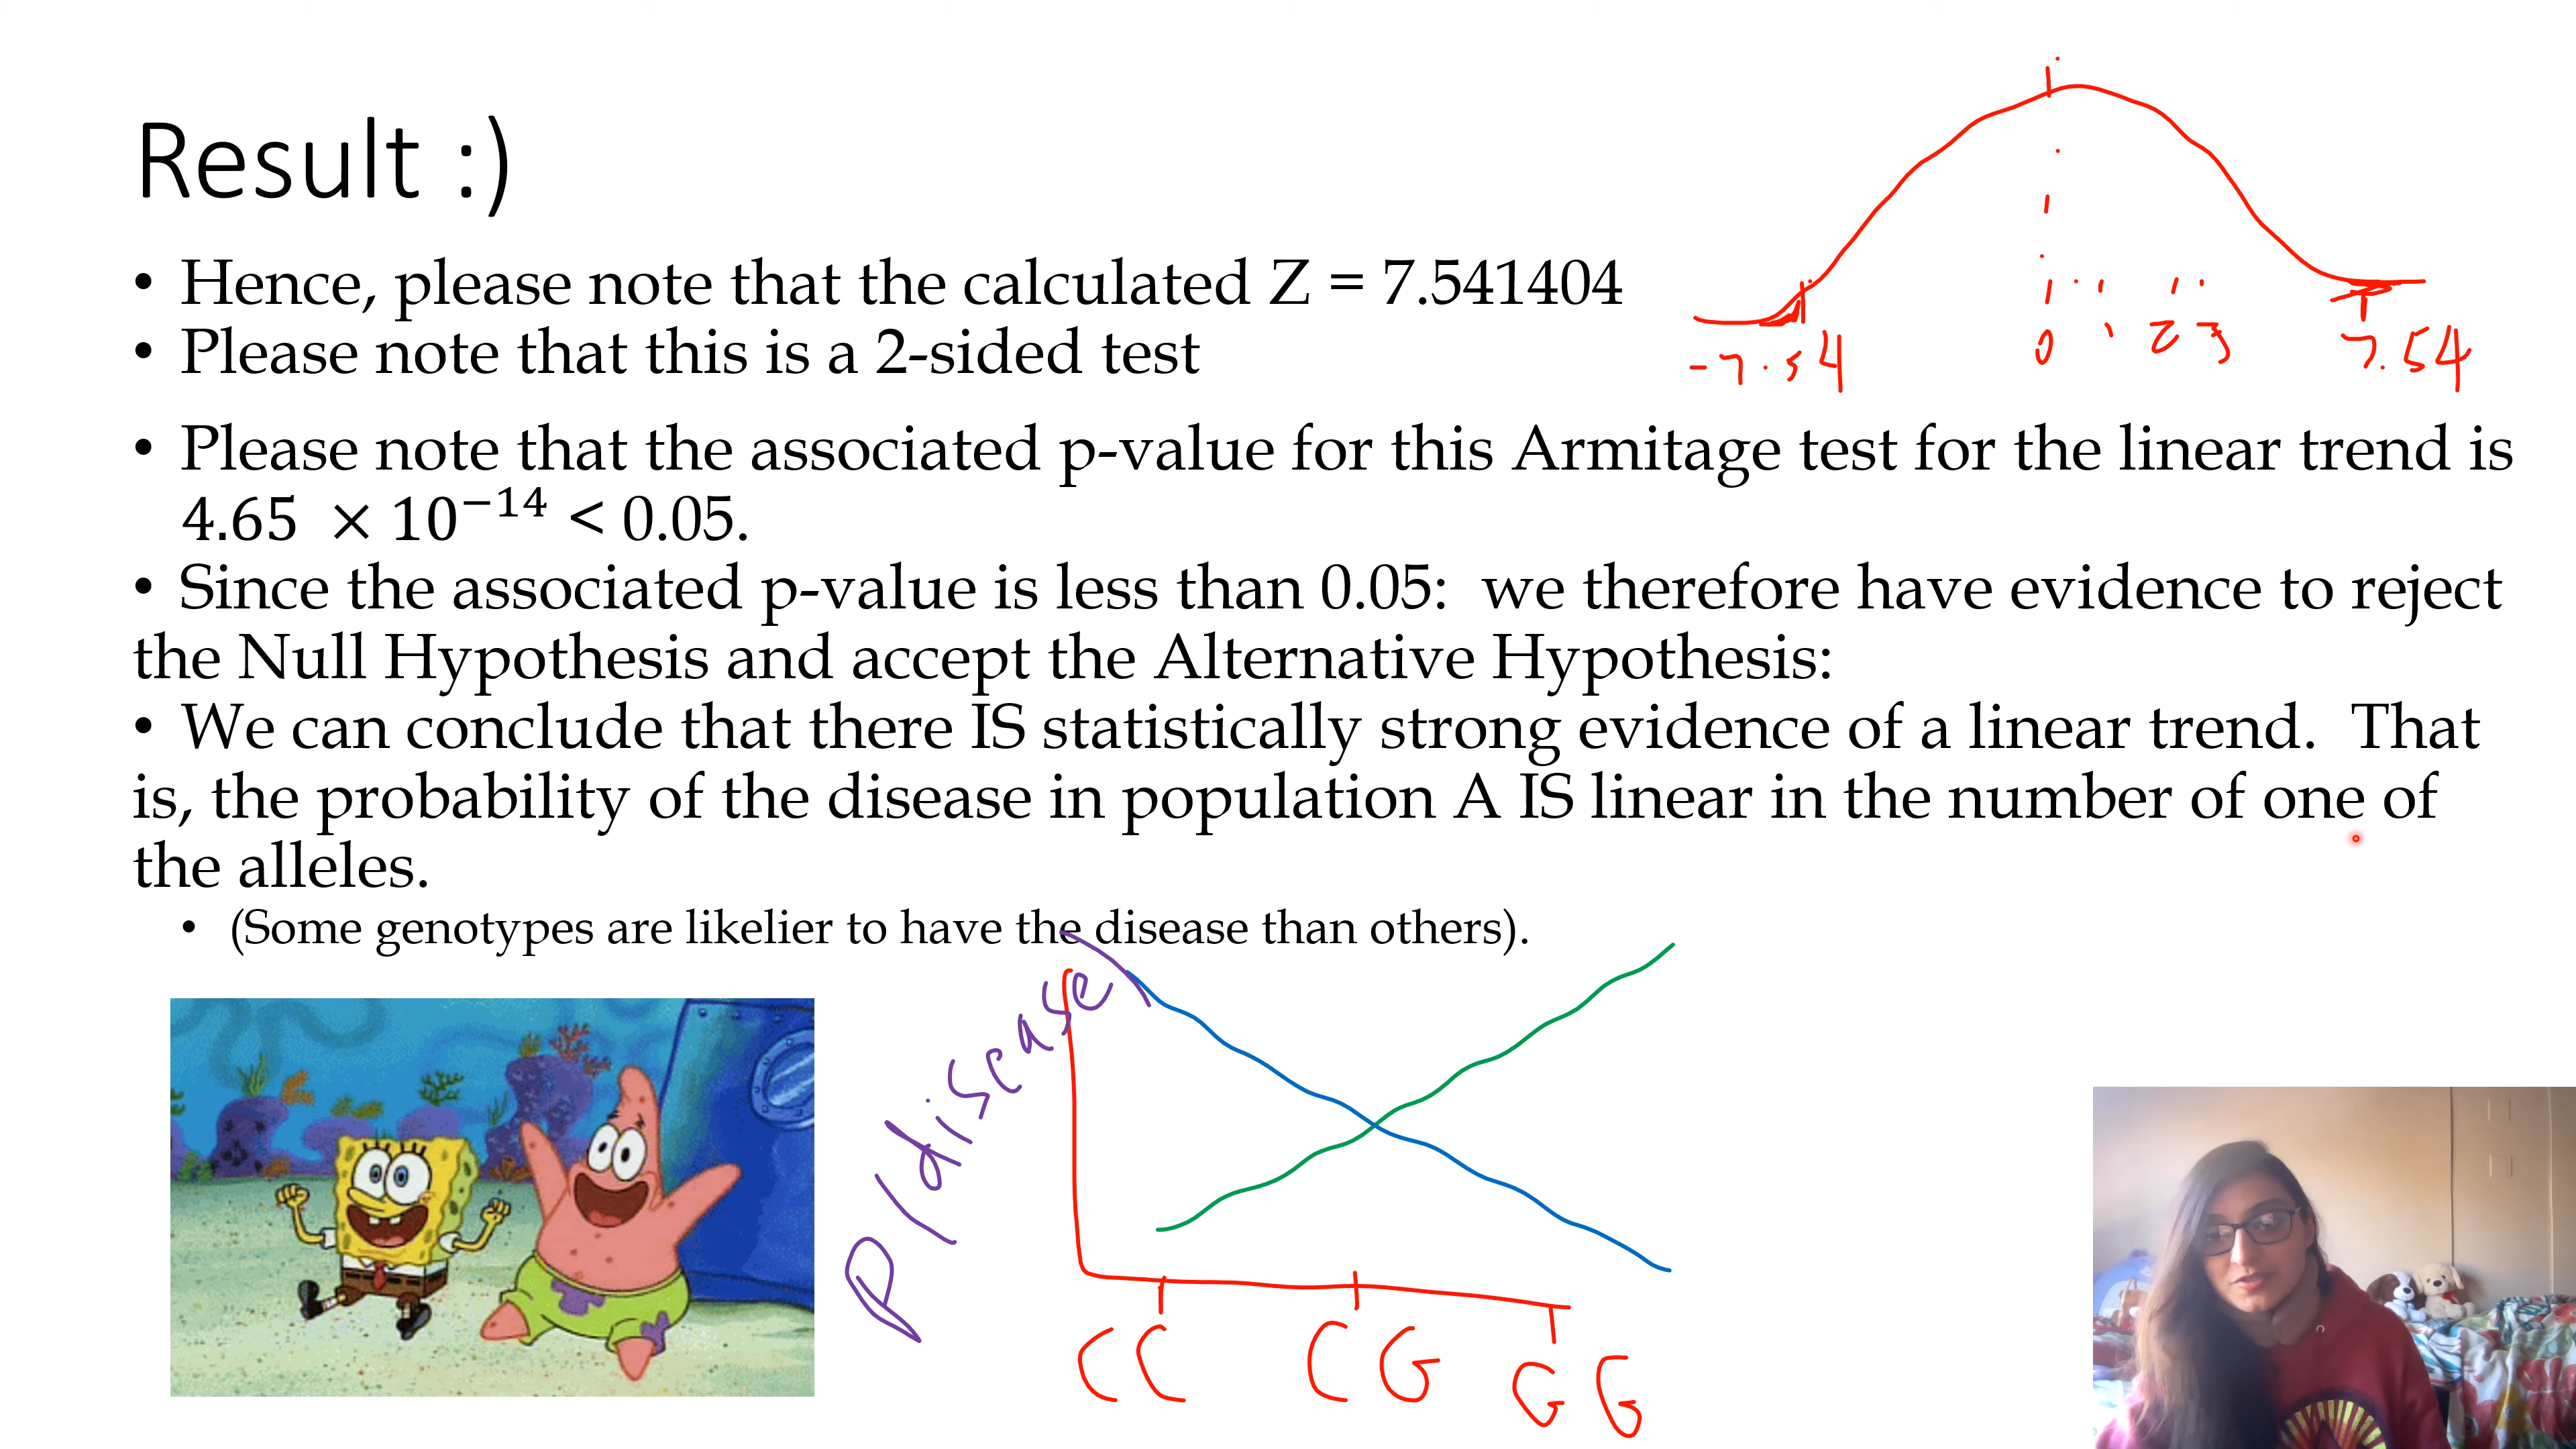 Result :)
• Hence, please note that the calculated Z = 7.541404
• Please note that this is a 2-sided test
-7.54 0 1 2 3 7.54
• Please note that the associated p-value for this Armitage test for the linear trend is
4.65 × 10⁻¹⁴ < 0.05.
• Since the associated p-value is less than 0.05: we therefore have evidence to reject
the Null Hypothesis and accept the Alternative Hypothesis:
• We can conclude that there IS statistically strong evidence of a linear trend. That
is, the probability of the disease in population A IS linear in the number of one of
the alleles.
• (Some genotypes are likelier to have the disease than others).
P(disease)
CC CG GG